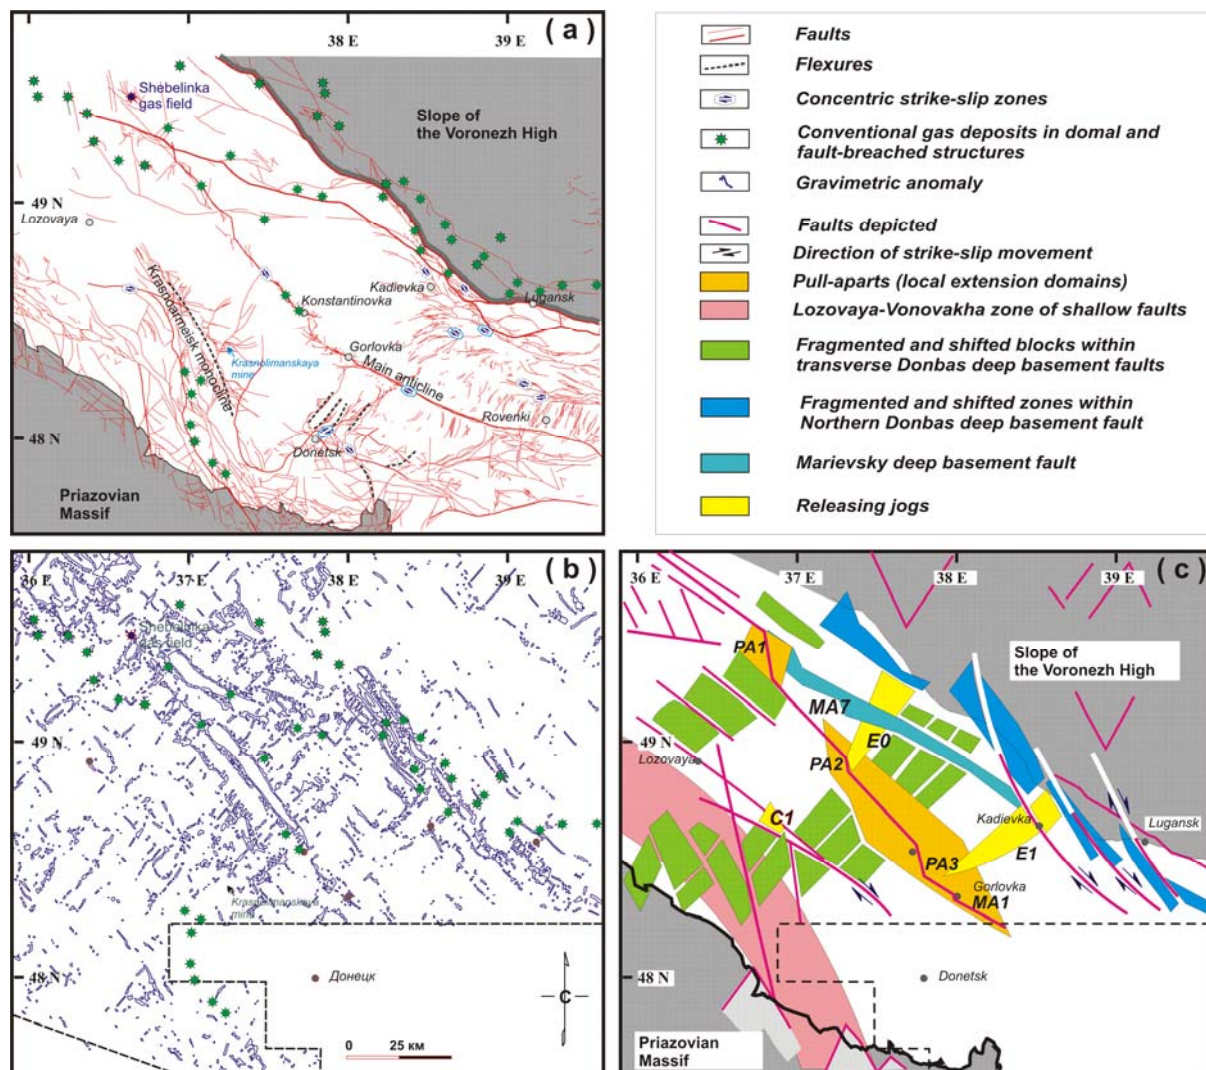 ( a )
38 E
39 E
Shebelinka
gas field
Slope of
the Voronezh High
49 N
Lozovaya
Krasnoarmeisk monocline
Konstantinovka
Kadievka
Lugansk
Krasnolimanskaya
mine
Gorlovka
Main anticline
Rovenki
48 N
Donetsk
Priazovian
Massif
Faults
Flexures
Concentric strike-slip zones
Conventional gas deposits in domal and
fault-breached structures
Gravimetric anomaly
Faults depicted
Direction of strike-slip movement
Pull-aparts (local extension domains)
Lozovaya-Vonovakha zone of shallow faults
Fragmented and shifted blocks within
transverse Donbas deep basement faults
Fragmented and shifted zones within
Northern Donbas deep basement fault
Marievsky deep basement fault
Releasing jogs
( b )
36 E
37 E
38 E
39 E
Shebelinka
gas field
49 N
Krasnolimanskaya
mine
48 N
Донецк
C
0 25 км
( c )
36 E
37 E
38 E
39 E
Slope of
the Voronezh High
PA1
MA7
E0
49 N
Lozovaya
PA2
C1
Kadievka
Lugansk
E1
PA3
Gorlovka
MA1
48 N
Donetsk
Priazovian
Massif